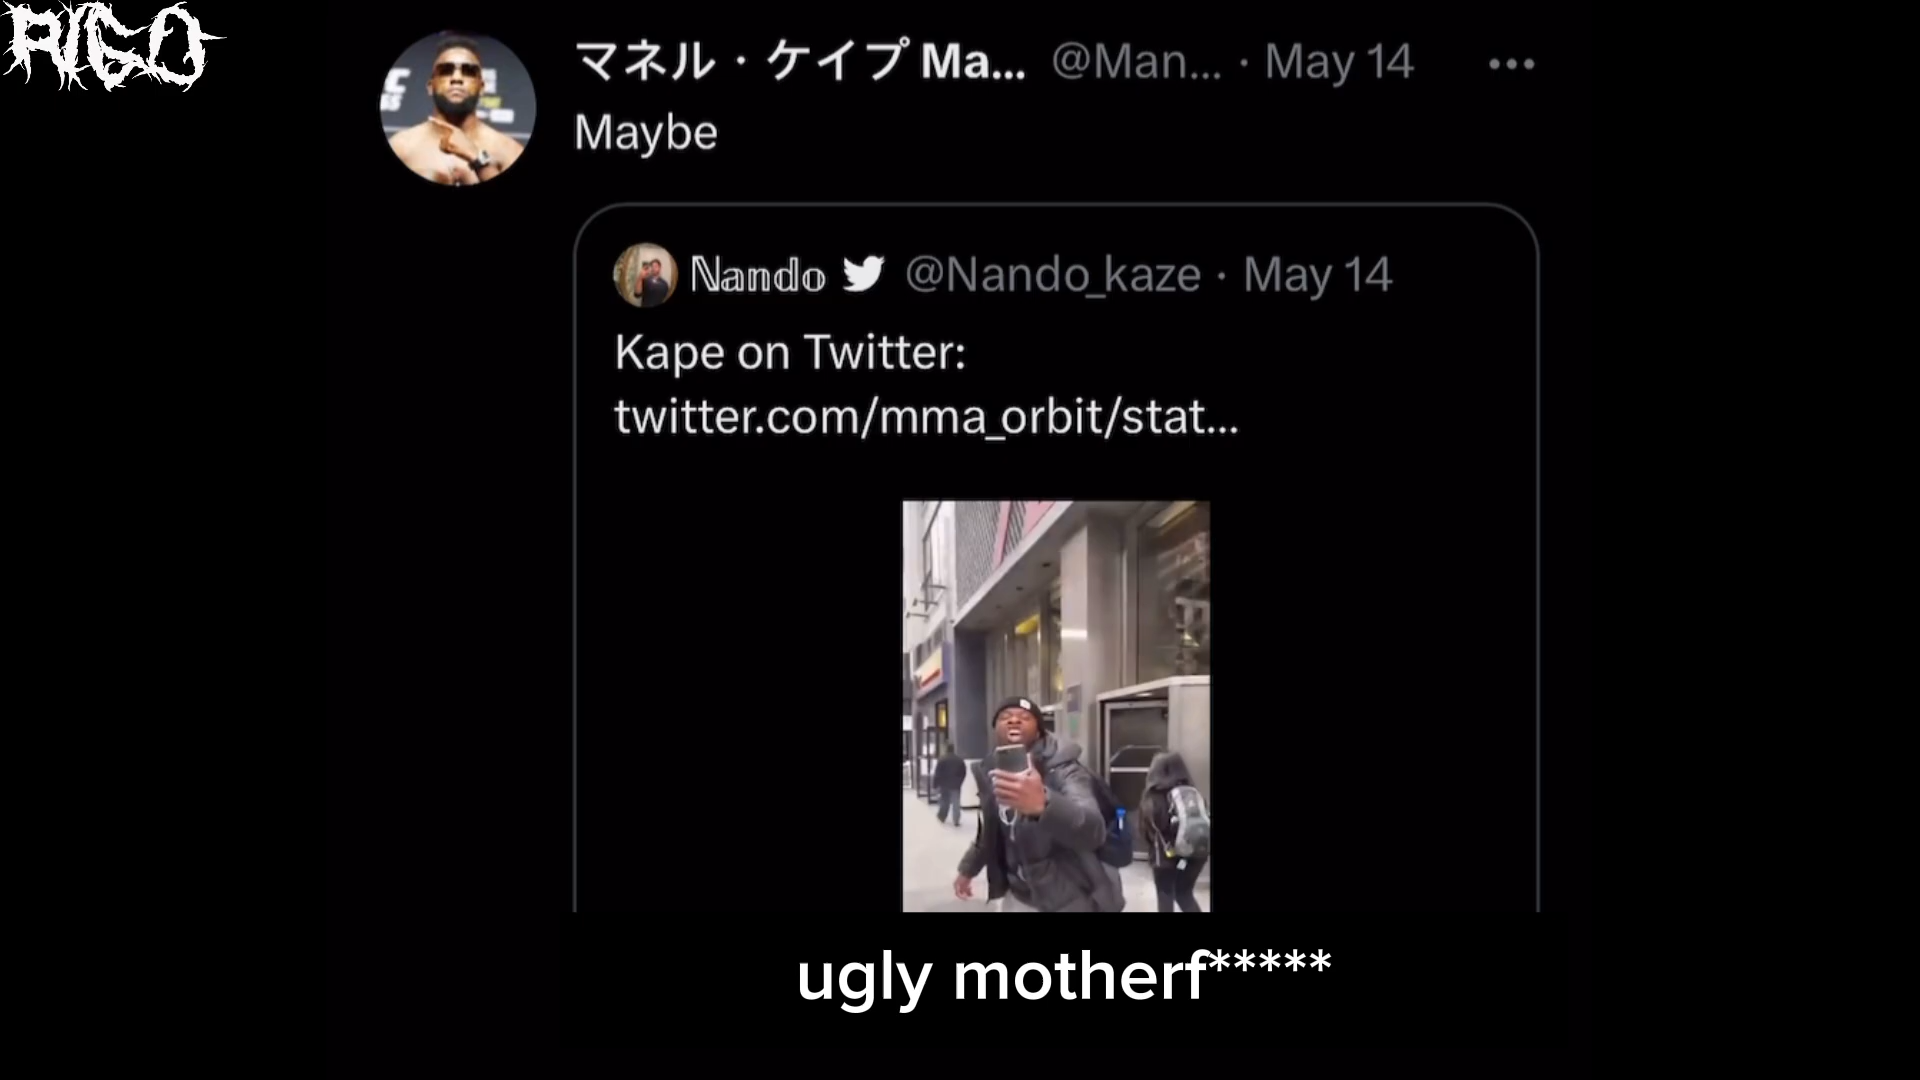 RIGO
マネル・ケイプ Ma... @Man... · May 14
Maybe
Nando @Nando_kaze · May 14
Kape on Twitter:
twitter.com/mma_orbit/stat...
ugly motherf*****